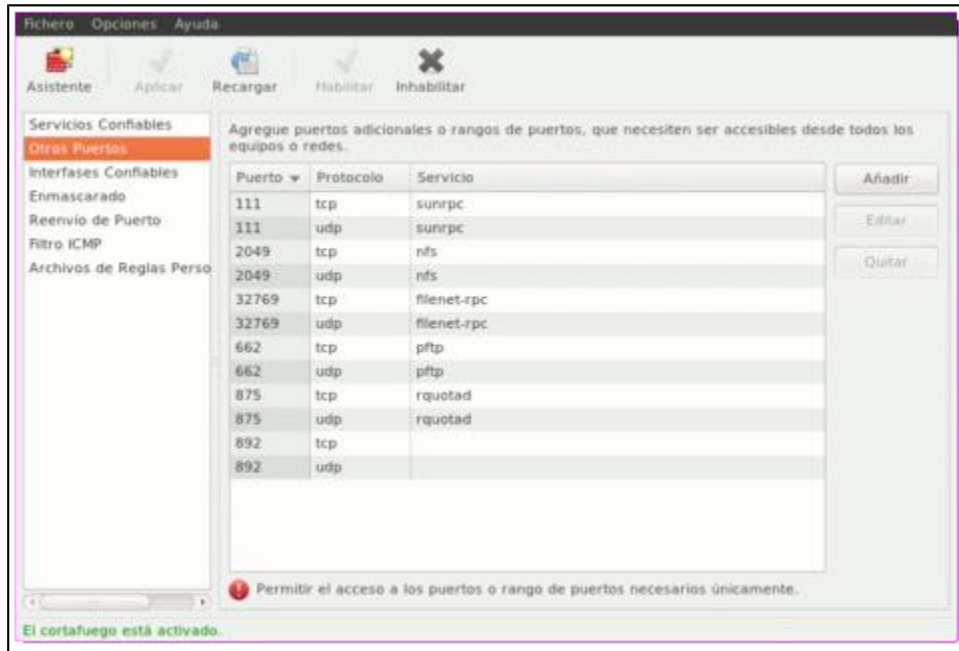 Fichero Opciones Ayuda
Asistente Aplicar Recargar Habilitar Inhabilitar
Servicios Confiables
Otros Puertos
Interfases Confiables
Enmascarado
Reenvío de Puerto
Filtro ICMP
Archivos de Reglas Perso
Agregue puertos adicionales o rangos de puertos, que necesiten ser accesibles desde todos los
equipos o redes.
Puerto Protocolo Servicio
111 tcp sunrpc
111 udp sunrpc
2049 tcp nfs
2049 udp nfs
32769 tcp filenet-rpc
32769 udp filenet-rpc
662 tcp pftp
662 udp pftp
875 tcp rquotad
875 udp rquotad
892 tcp
892 udp
Añadir
Editar
Quitar
Permitir el acceso a los puertos o rango de puertos necesarios únicamente.
El cortafuego está activado.